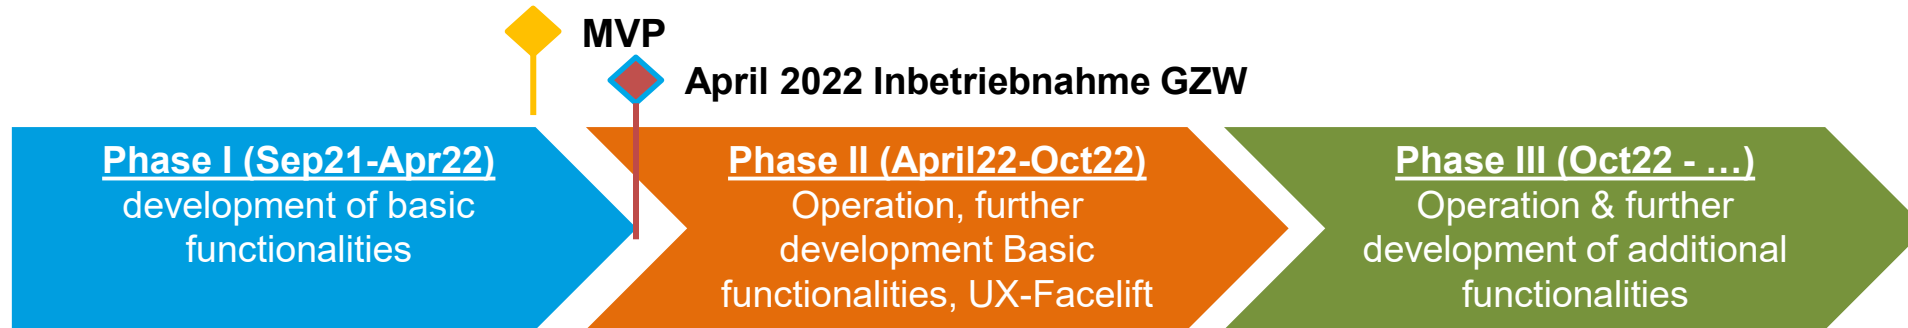 MVP
April 2022 Inbetriebnahme GZW
Phase I (Sep21-Apr22)
development of basic
functionalities
Phase II (April22-Oct22)
Operation, further
development Basic
functionalities, UX-Facelift
Phase III (Oct22 - …)
Operation & further
development of additional
functionalities